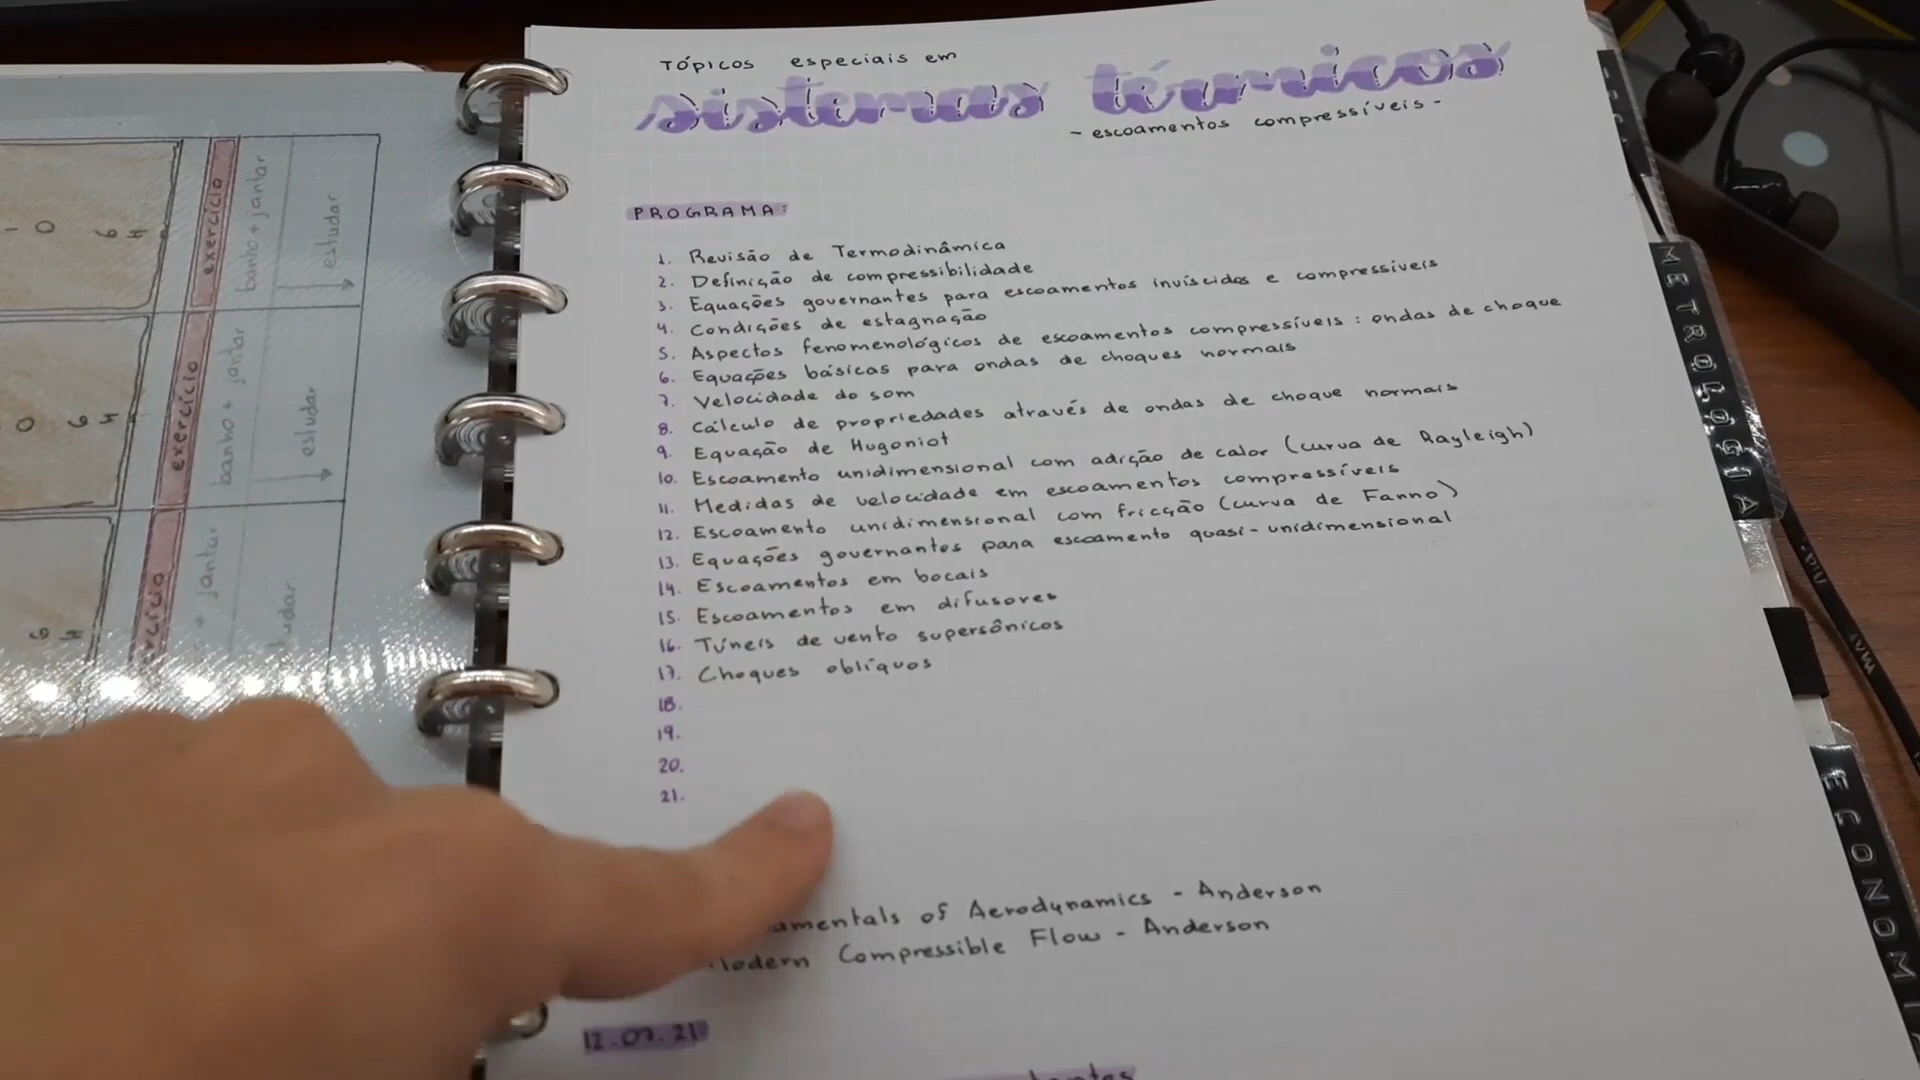 Tópicos especiais em
sistemas térmicos
- escoamentos compressíveis -
PROGRAMA:
1. Revisão de Termodinâmica
2. Definição de compressibilidade
3. Equações governantes para escoamentos invíscidos e compressíveis
4. Condições de estagnação
5. Aspectos fenomenológicos de escoamentos compressíveis: ondas de choque
6. Equações básicas para ondas de choques normais
7. Velocidade do som
8. Cálculo de propriedades através de ondas de choque normais
9. Equação de Hugoniot
10. Escoamento unidimensional com adição de calor (curva de Rayleigh)
11. Medidas de velocidade em escoamentos compressíveis
12. Escoamento unidimensional com fricção (curva de Fanno)
13. Equações governantes para escoamento quasi-unidimensional
14. Escoamentos em bocais
15. Escoamentos em difusores
16. Túneis de vento supersônicos
17. Choques oblíquos
18.
19.
20.
21.
amentals of Aerodynamics - Anderson
Modern Compressible Flow - Anderson
12.07.21
exercício
banho + jantar
estudar
exercício
banho + jantar
estudar
rcício
+ jantar
tudar
METROLOGIA
ECONOMI